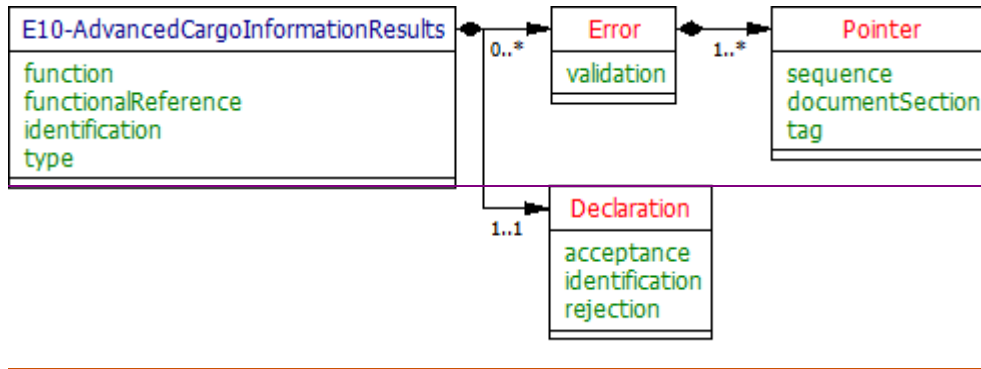 E10-AdvancedCargoInformationResults
function
functionalReference
identification
type
0..*
Error
validation
1..*
Pointer
sequence
documentSection
tag
1..1
Declaration
acceptance
identification
rejection